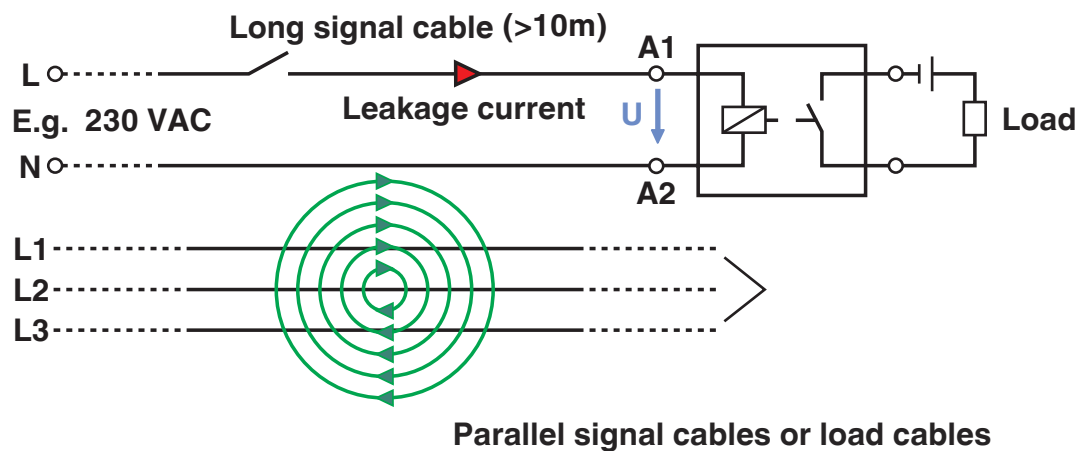 Long signal cable (>10m)
A1
L
Leakage current
U
E.g. 230 VAC
Load
N
A2
L1
L2
L3
Parallel signal cables or load cables